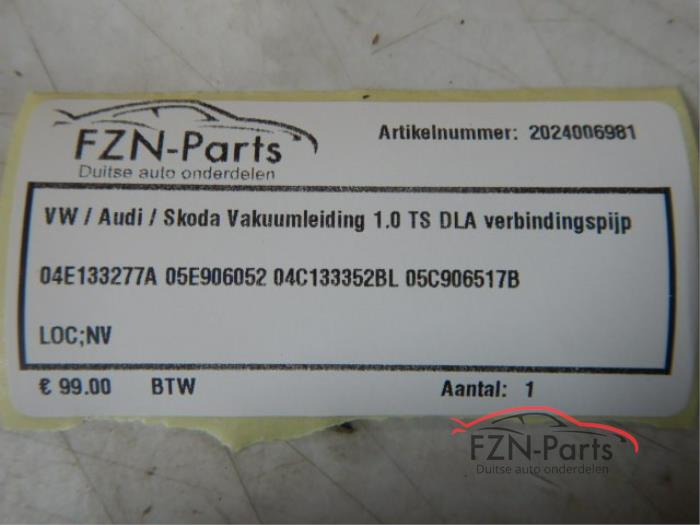 FZN-Parts
Duitse auto onderdelen
Artikelnummer: 2024006981
VW / Audi / Skoda Vakuumleiding 1.0 TS DLA verbindingspijp
04E133277A 05E906052 04C133352BL 05C906517B
LOC;NV
€ 99.00 BTW Aantal: 1
FZN-Parts
Duitse auto onderdelen